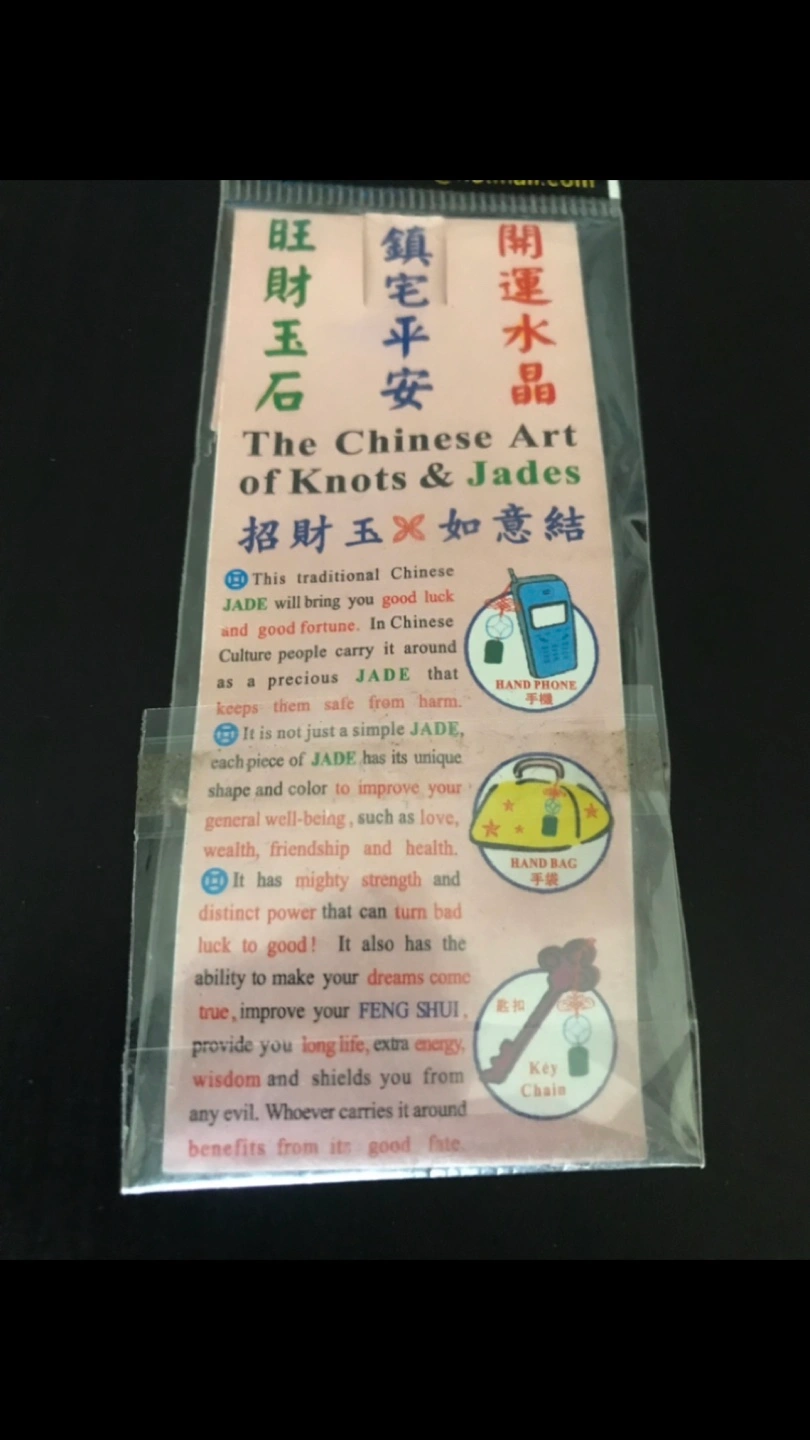 開運水晶
鎮宅平安
旺財玉石
The Chinese Art
of Knots & Jades
招財玉 如意結
This traditional Chinese
JADE will bring you good luck
and good fortune. In Chinese
Culture people carry it around
as a precious JADE that
keeps them safe from harm.
It is not just a simple JADE,
each piece of JADE has its unique
shape and color to improve your
general well-being, such as love,
wealth, friendship and health.
It has mighty strength and
distinct power that can turn bad
luck to good! It also has the
ability to make your dreams come
true, improve your FENG SHUI,
provide you long life, extra energy,
wisdom and shields you from
any evil. Whoever carries it around
benefits from its good fate.
HAND PHONE
手機
HAND BAG
手袋
匙扣
Key
Chain